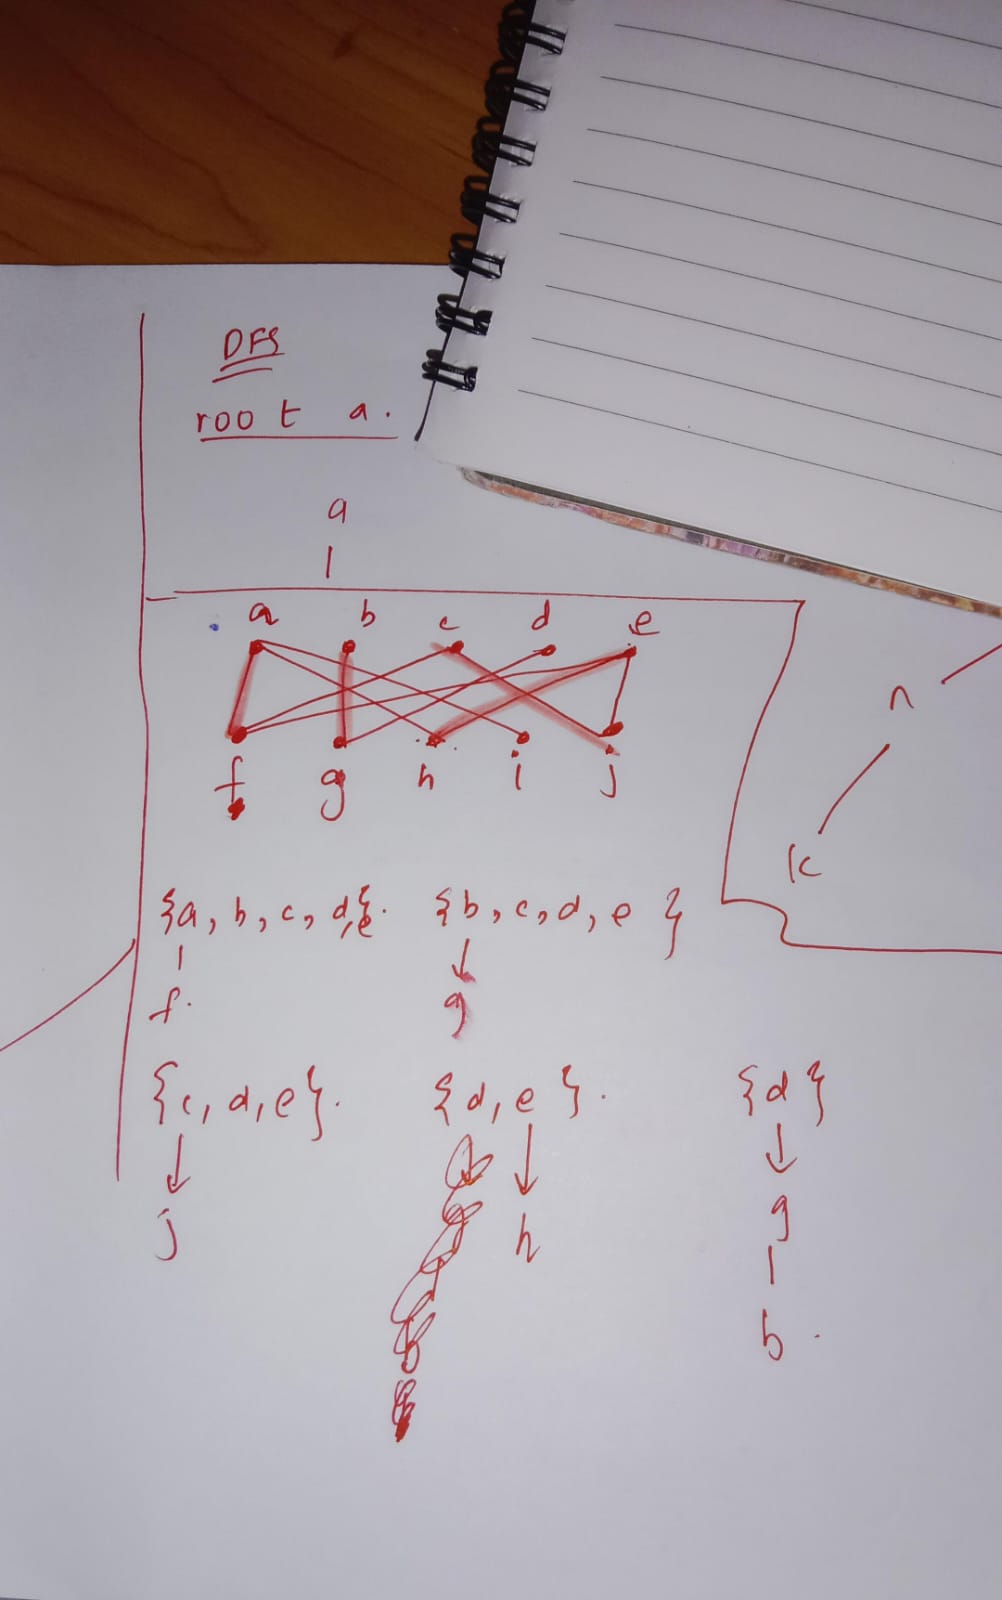 DFS
root a.
a
a b c d e
f g h i j
n
k
{a, b, c, d, e}. {b, c, d, e }
f. g
{c, d, e}. {d, e }. {d}
j h g
b .